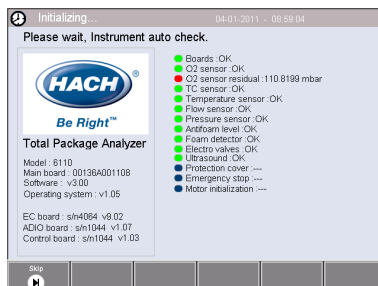 Initializing...
04-01-2011 - 08:59:04
Please wait, Instrument auto check.
HACH®
Be Right™
Total Package Analyzer
Model : 6110
Main board : 00136A001108
Software : v3.00
Operating system : v1.05
EC board : s/n4064 v9.02
ADIO board : s/n1044 v1.07
Control board : s/n1044 v1.03
Boards :OK
O2 sensor :OK
O2 sensor residual :110.8199 mbar
TC sensor :OK
Temperature sensor :OK
Flow sensor :OK
Pressure sensor :OK
Antifoam level :OK
Foam detector :OK
Electro valves :OK
Ultrasound :OK
Protection cover :---
Emergency stop :---
Motor initialization :---
Skip